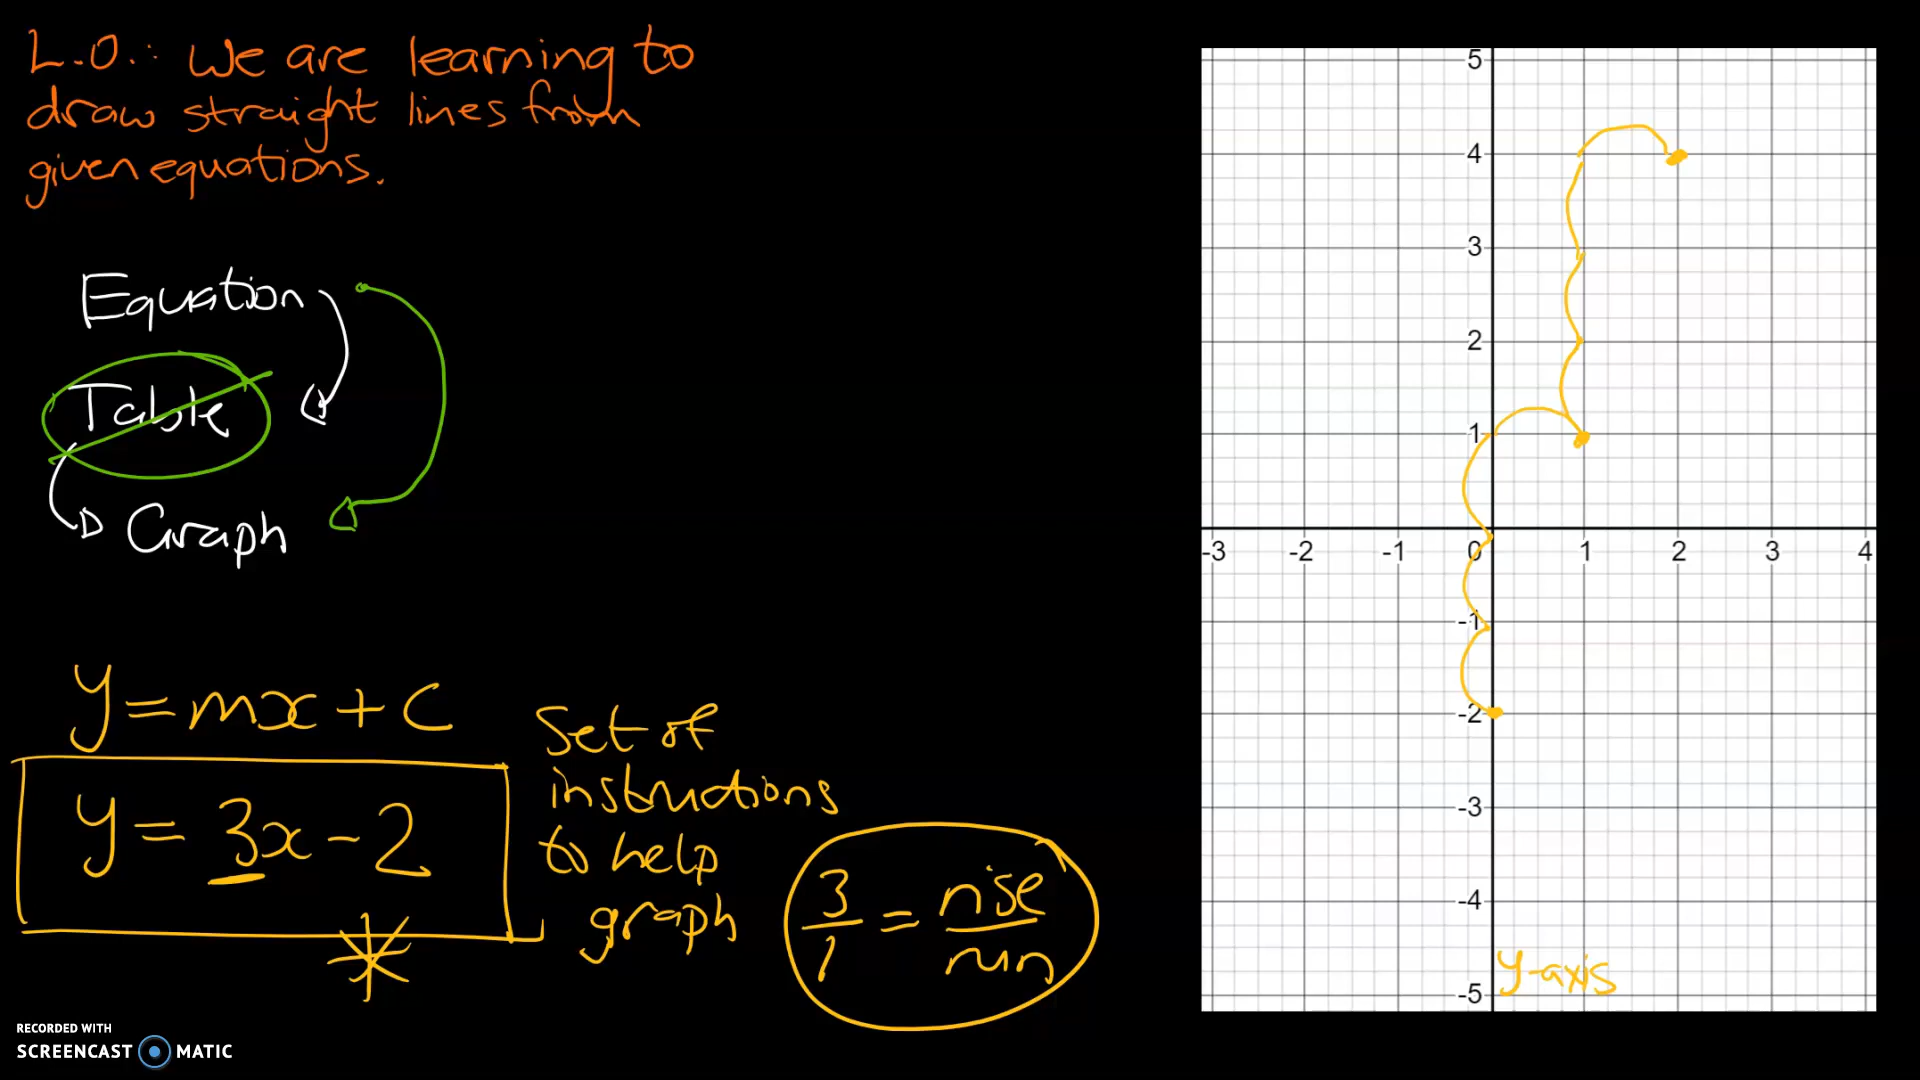 L.O.: We are learning to
draw straight lines from
given equations.
Equation
Table
Graph
y=mx+c
y=3x-2
Set of
instructions
to help
graph
3/1 = rise/run
5
4
3
2
1
-3 -2 -1 0 1 2 3 4
-1
-2
-3
-4
-5
y-axis
RECORDED WITH
SCREENCAST MATIC